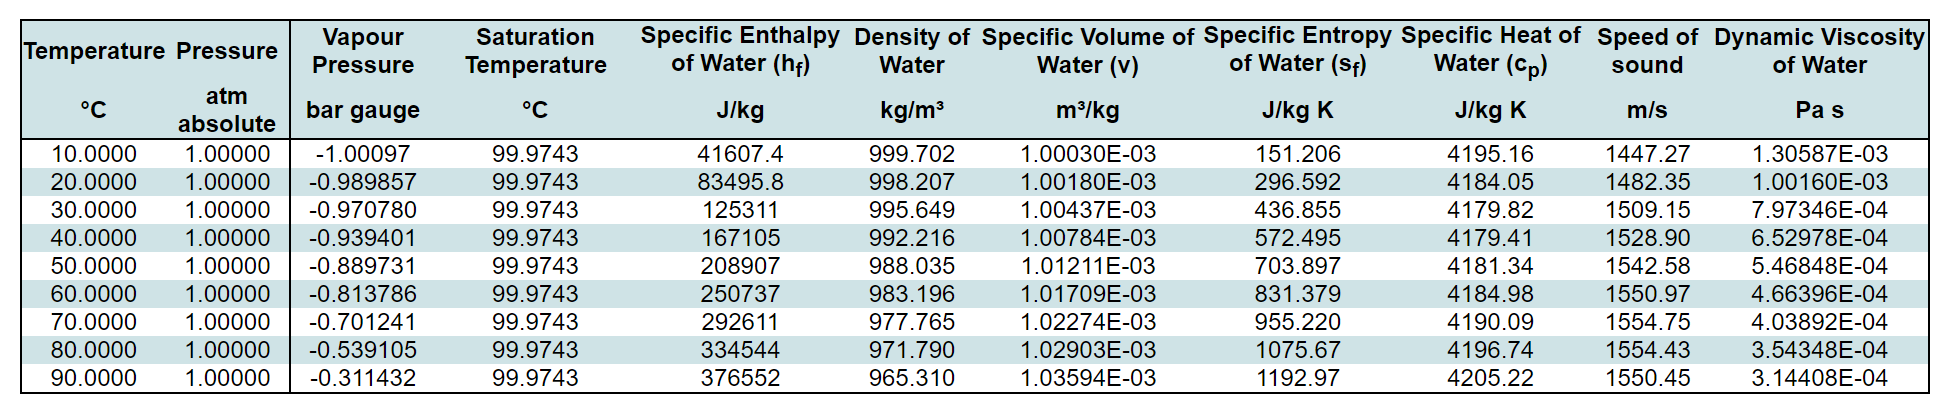 Temperature Pressure Vapour Pressure Saturation Temperature Specific Enthalpy of Water (hf) Density of Water Specific Volume of Water (v) Specific Entropy of Water (sf) Specific Heat of Water (cp) Speed of sound Dynamic Viscosity of Water
°C atm absolute bar gauge °C J/kg kg/m³ m³/kg J/kg K J/kg K m/s Pa s
10.0000 1.00000 -1.00097 99.9743 41607.4 999.702 1.00030E-03 151.206 4195.16 1447.27 1.30587E-03
20.0000 1.00000 -0.989857 99.9743 83495.8 998.207 1.00180E-03 296.592 4184.05 1482.35 1.00160E-03
30.0000 1.00000 -0.970780 99.9743 125311 995.649 1.00437E-03 436.855 4179.82 1509.15 7.97346E-04
40.0000 1.00000 -0.939401 99.9743 167105 992.216 1.00784E-03 572.495 4179.41 1528.90 6.52978E-04
50.0000 1.00000 -0.889731 99.9743 208907 988.035 1.01211E-03 703.897 4181.34 1542.58 5.46848E-04
60.0000 1.00000 -0.813786 99.9743 250737 983.196 1.01709E-03 831.379 4184.98 1550.97 4.66396E-04
70.0000 1.00000 -0.701241 99.9743 292611 977.765 1.02274E-03 955.220 4190.09 1554.75 4.03892E-04
80.0000 1.00000 -0.539105 99.9743 334544 971.790 1.02903E-03 1075.67 4196.74 1554.43 3.54348E-04
90.0000 1.00000 -0.311432 99.9743 376552 965.310 1.03594E-03 1192.97 4205.22 1550.45 3.14408E-04